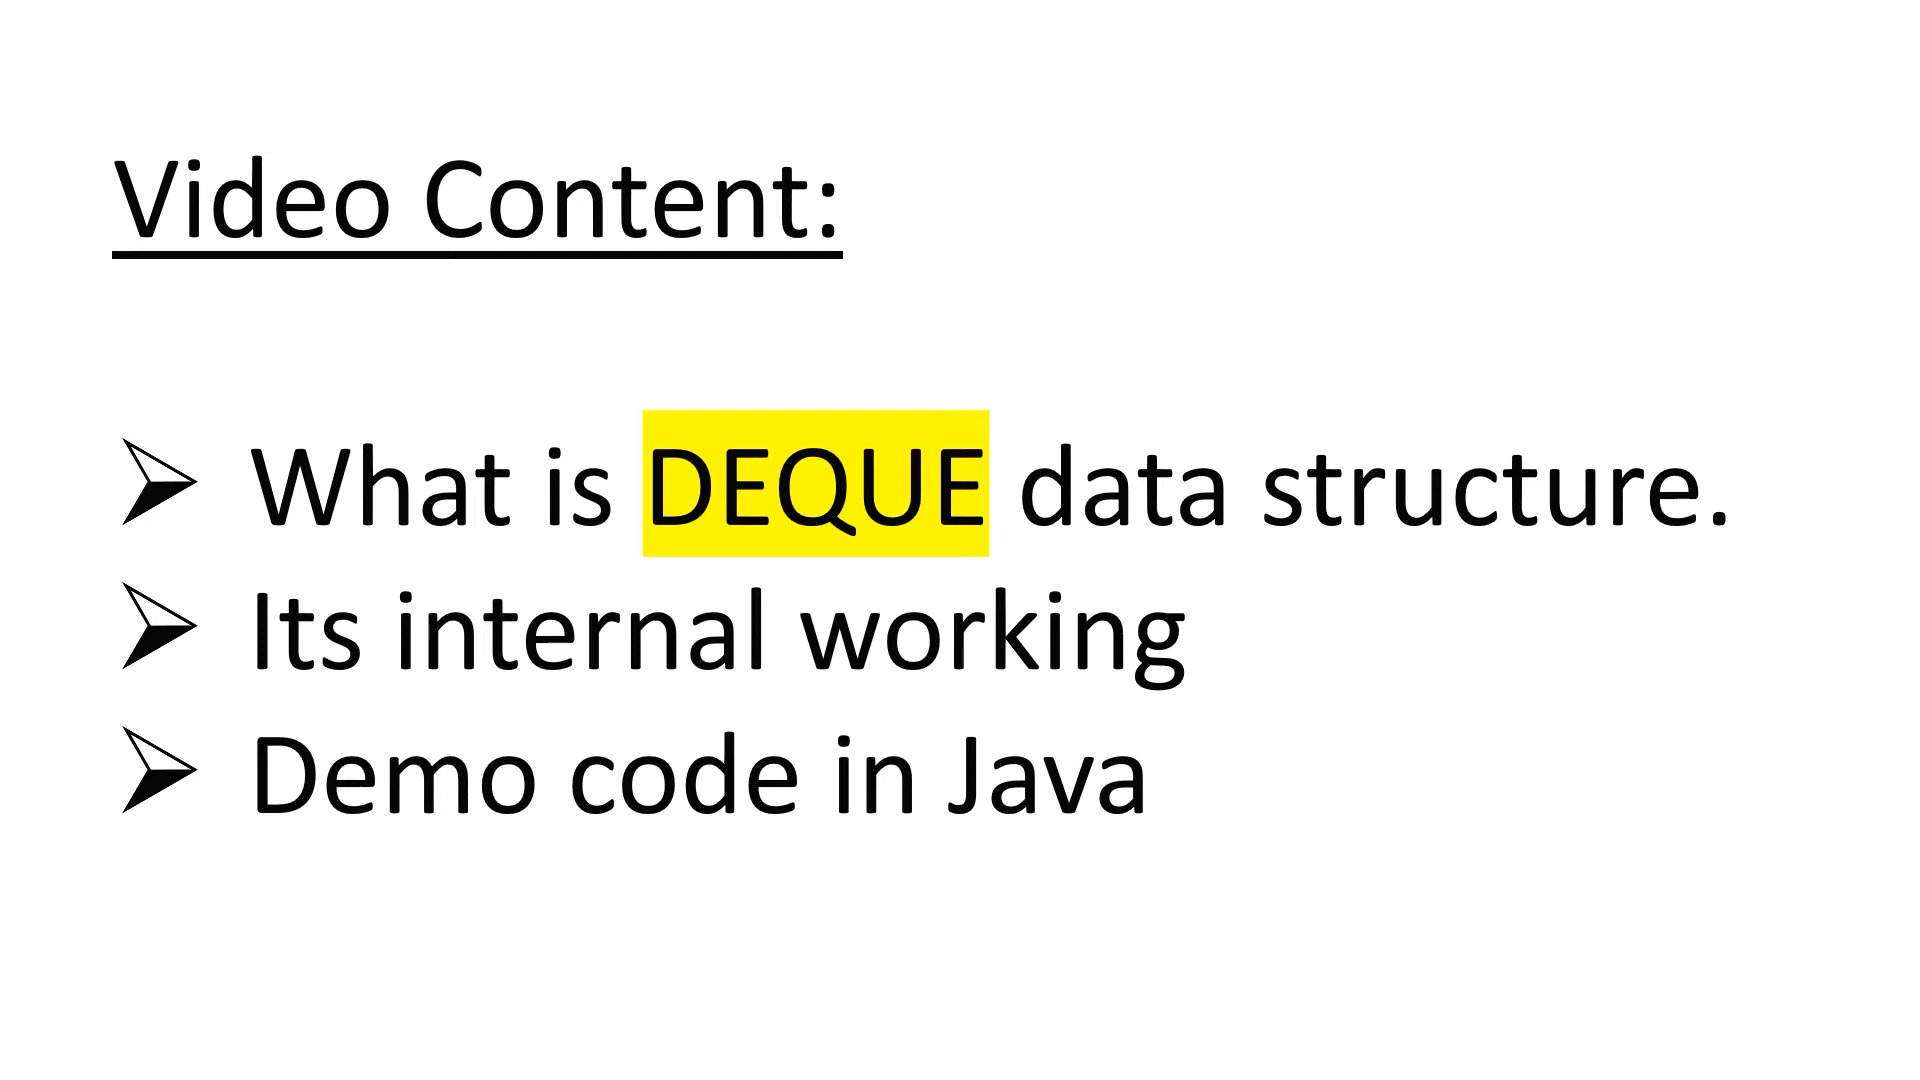 Video Content:
What is DEQUE data structure.
Its internal working
Demo code in Java